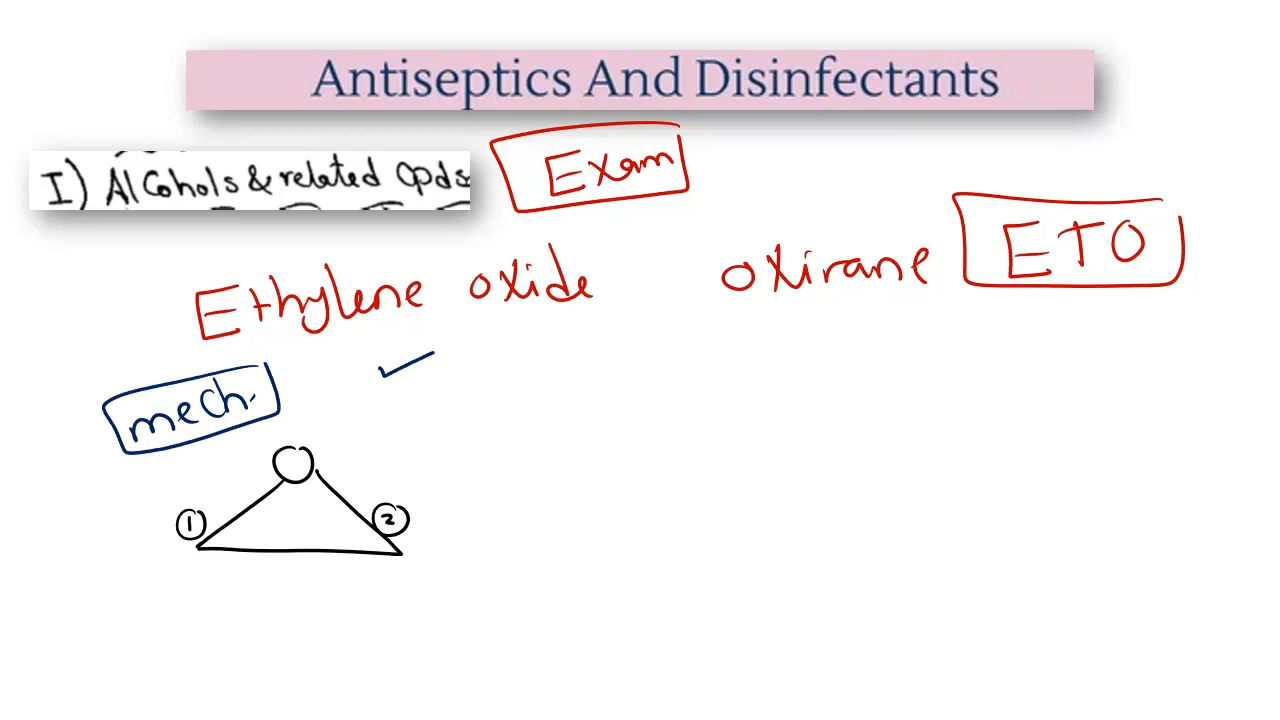 Antiseptics And Disinfectants
I) Alcohols & related cpds
Exam
Ethylene oxide oxirane ETO
mech.
O
1 2